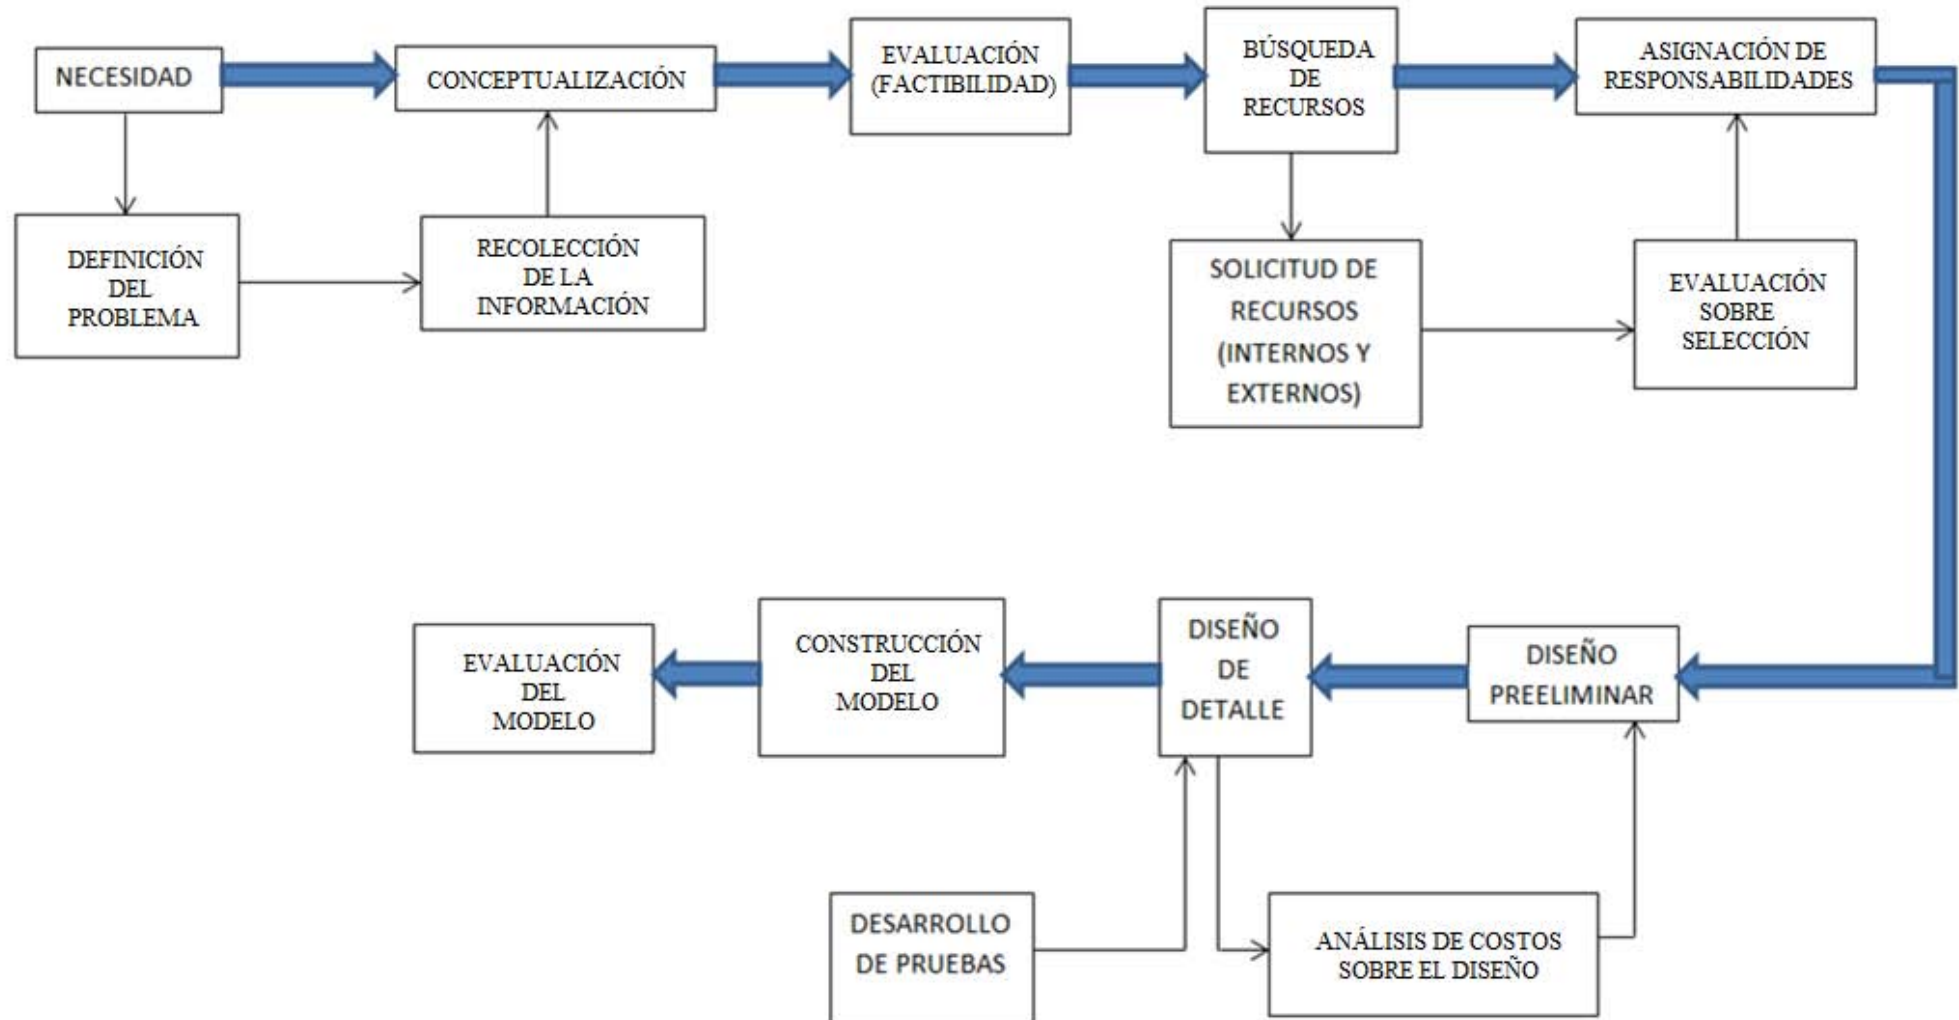 NECESIDAD
CONCEPTUALIZACIÓN
EVALUACIÓN
(FACTIBILIDAD)
BÚSQUEDA
DE
RECURSOS
ASIGNACIÓN DE
RESPONSABILIDADES
DEFINICIÓN
DEL
PROBLEMA
RECOLECCIÓN
DE LA
INFORMACIÓN
SOLICITUD DE
RECURSOS
(INTERNOS Y
EXTERNOS)
EVALUACIÓN
SOBRE
SELECCIÓN
EVALUACIÓN
DEL
MODELO
CONSTRUCCIÓN
DEL
MODELO
DISEÑO
DE
DETALLE
DISEÑO
PREELIMINAR
DESARROLLO
DE PRUEBAS
ANÁLISIS DE COSTOS
SOBRE EL DISEÑO